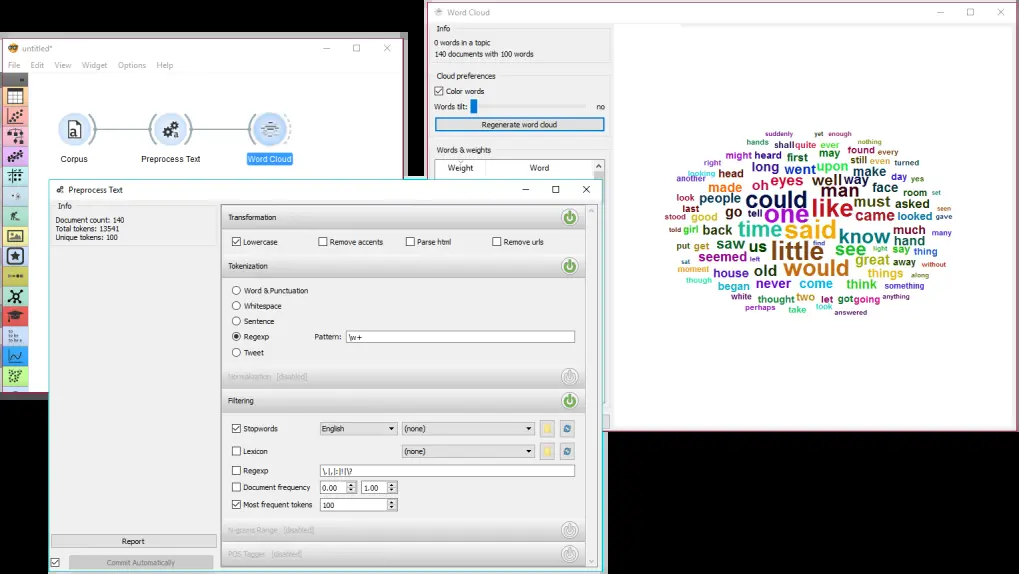 untitled*
File Edit View Widget Options Help
Corpus
Preprocess Text
Word Cloud
Word Cloud
Info
0 words in a topic
140 documents with 100 words
Cloud preferences
Color words
Words tilt: no
Regenerate word cloud
Words & weights
Weight Word
suddenly yet enough
hands shall quite ever nothing
might heard first may found every
right long went upon still even turned
looking head eyes well way make day yes
another made oh man face room set
look people could like must asked
last go tell one came looked gave seen
stood good
told girl back time said know much many
put get saw us little find see light hand say thing
seemed left great away without
sat
moment house old would things along
though began never come think something
white thought two let got going anything
perhaps take took answered
Preprocess Text
Info
Document count: 140
Total tokens: 13541
Unique tokens: 100
Transformation
Lowercase Remove accents Parse html Remove urls
Tokenization
Word & Punctuation
Whitespace
Sentence
Regexp Pattern: \w+
Tweet
Normalization [disabled]
Filtering
Stopwords English (none)
Lexicon (none)
Regexp \.|,|:|!|\?
Document frequency 0.00 1.00
Most frequent tokens 100
N-grams Range [disabled]
POS Tagger [disabled]
Report
Commit Automatically